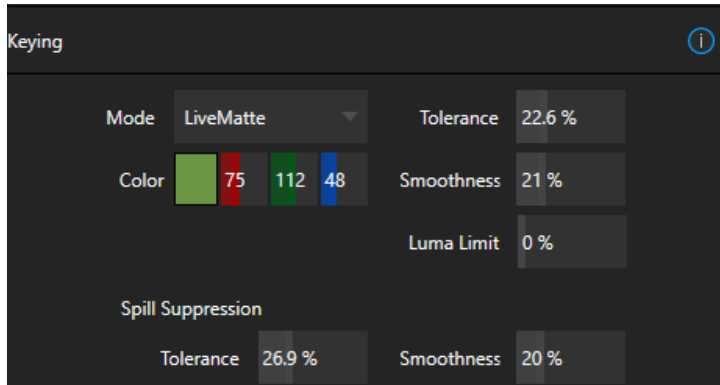 Keying
Mode LiveMatte Tolerance 22.6 %
Color 75 112 48 Smoothness 21 %
Luma Limit 0 %
Spill Suppression
Tolerance 26.9 % Smoothness 20 %